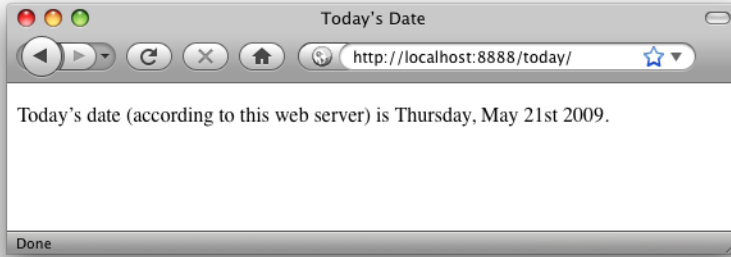 Today's Date
http://localhost:8888/today/
Today's date (according to this web server) is Thursday, May 21st 2009.
Done